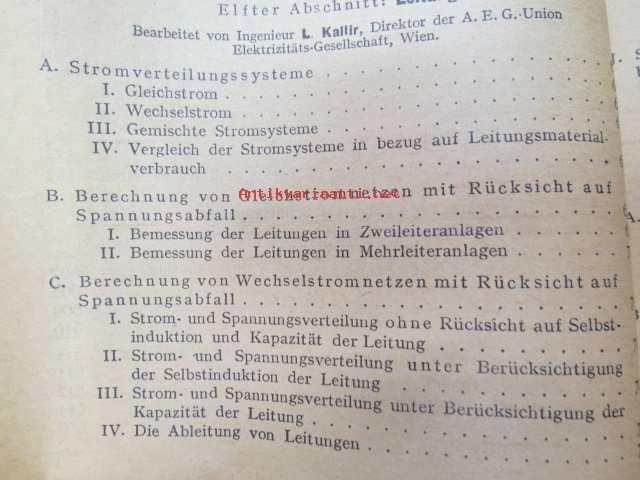 Elfter Abschnitt:
Bearbeitet von Ingenieur L. Kallir, Direktor der A. E. G.-Union
Elektrizitäts-Gesellschaft, Wien.
A. Stromverteilungssysteme
I. Gleichstrom
II. Wechselstrom
III. Gemischte Stromsysteme
IV. Vergleich der Stromsysteme in bezug auf Leitungsmaterial-
verbrauch
B. Berechnung von Gleichstromnetzen mit Rücksicht auf
Antikvariaatti.net
Spannungsabfall
I. Bemessung der Leitungen in Zweileiteranlagen
II. Bemessung der Leitungen in Mehrleiteranlagen
C. Berechnung von Wechselstromnetzen mit Rücksicht auf
Spannungsabfall
I. Strom- und Spannungsverteilung ohne Rücksicht auf Selbst-
induktion und Kapazität der Leitung
II. Strom- und Spannungsverteilung unter Berücksichtigung
der Selbstinduktion der Leitung
III. Strom- und Spannungsverteilung unter Berücksichtigung der
Kapazität der Leitung
IV. Die Ableitung von Leitungen